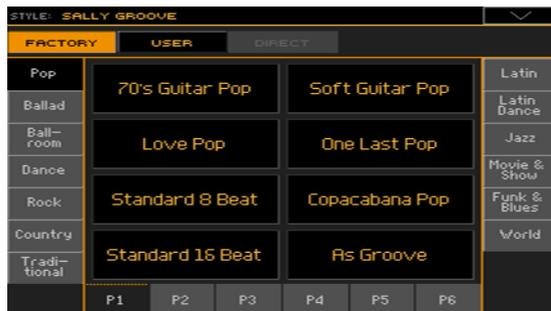 STYLE: SALLY GROOVE
FACTORY USER DIRECT
Pop
Ballad
Ball-
room
Dance
Rock
Country
Tradi-
tional
70's Guitar Pop
Soft Guitar Pop
Love Pop
One Last Pop
Standard 8 Beat
Copacabana Pop
Standard 16 Beat
As Groove
Latin
Latin
Dance
Jazz
Movie &
Show
Funk &
Blues
World
P1 P2 P3 P4 P5 P6